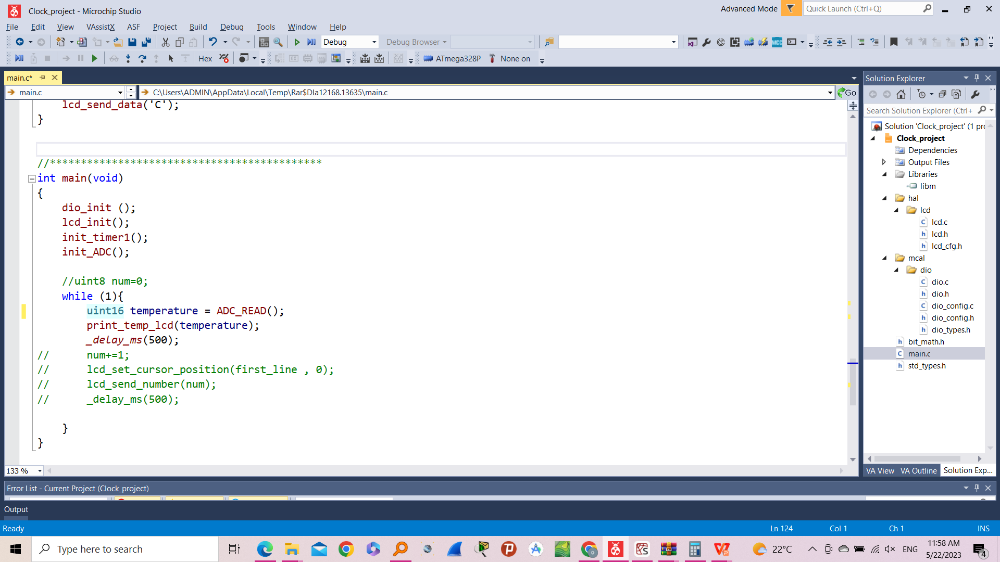 Clock_project - Microchip Studio
Advanced Mode
Quick Launch (Ctrl+Q)
File Edit View VAssistX ASF Project Build Debug Tools Window Help
Debug Debug Browser
Hex ATmega328P None on
main.c*
main.c C:\Users\ADMIN\AppData\Local\Temp\Rar$DIa12168.13635\main.c Go
lcd_send_data('C');
}
//********************************************
int main(void)
{
dio_init ();
lcd_init();
init_timer1();
init_ADC();
//uint8 num=0;
while (1){
uint16 temperature = ADC_READ();
print_temp_lcd(temperature);
_delay_ms(500);
// num+=1;
// lcd_set_cursor_position(first_line , 0);
// lcd_send_number(num);
// _delay_ms(500);
}
}
133 %
Solution Explorer
Search Solution Explorer (Ctrl+
Solution 'Clock_project' (1 pro
Clock_project
Dependencies
Output Files
Libraries
libm
hal
lcd
lcd.c
lcd.h
lcd_cfg.h
mcal
dio
dio.c
dio.h
dio_config.c
dio_config.h
dio_types.h
bit_math.h
main.c
std_types.h
VA View VA Outline Solution Exp...
Error List - Current Project (Clock_project)
Output
Ready Ln 124 Col 1 Ch 1 INS
Type here to search
22°C ENG 11:58 AM
5/22/2023
4